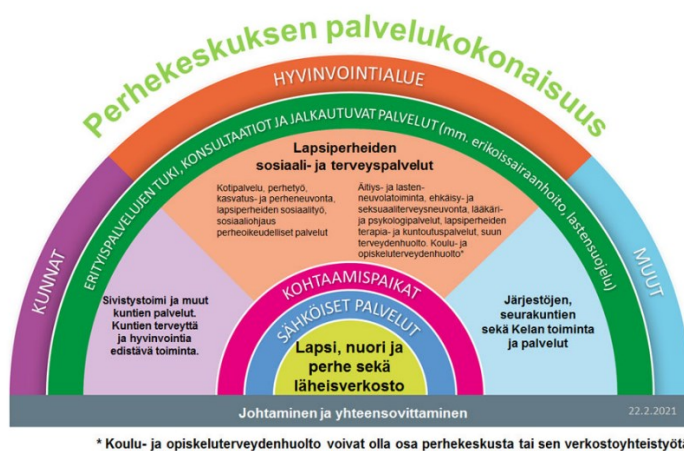 Perhekeskuksen palvelukokonaisuus
HYVINVOINTIALUE
KUNNAT
MUUT
ERITYISPALVELUJEN TUKI, KONSULTAATIOT JA JALKAUTUVAT PALVELUT (mm. erikoissairaanhoito, lastensuojelu)
Lapsiperheiden
sosiaali- ja terveyspalvelut
Kotipalvelu, perhetyö,
kasvatus- ja perheneuvonta,
lapsiperheiden sosiaalityö,
sosiaaliohjaus
perheoikeudelliset palvelut
Äitiys- ja lasten-
neuvolatoiminta, ehkäisy- ja
seksuaaliterveysneuvonta, lääkäri-
ja psykologipalvelut, lapsiperheiden
terapia- ja kuntoutuspalvelut, suun
terveydenhuolto. Koulu- ja
opiskeluterveydenhuolto*
Sivistystoimi ja muut
kuntien palvelut.
Kuntien terveyttä
ja hyvinvointia
edistävä toiminta.
KOHTAAMISPAIKAT
SÄHKÖISET PALVELUT
Lapsi, nuori ja
perhe sekä
läheisverkosto
Järjestöjen,
seurakuntien
sekä Kelan toiminta
ja palvelut
Johtaminen ja yhteensovittaminen
22.2.2021
* Koulu- ja opiskeluterveydenhuolto voivat olla osa perhekeskusta tai sen verkostoyhteistyötä